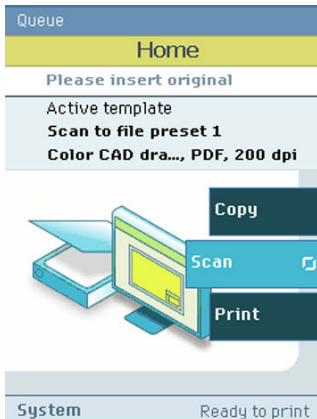 Queue
Home
Please insert original
Active template
Scan to file preset 1
Color CAD dra..., PDF, 200 dpi
Copy
Scan
Print
System Ready to print